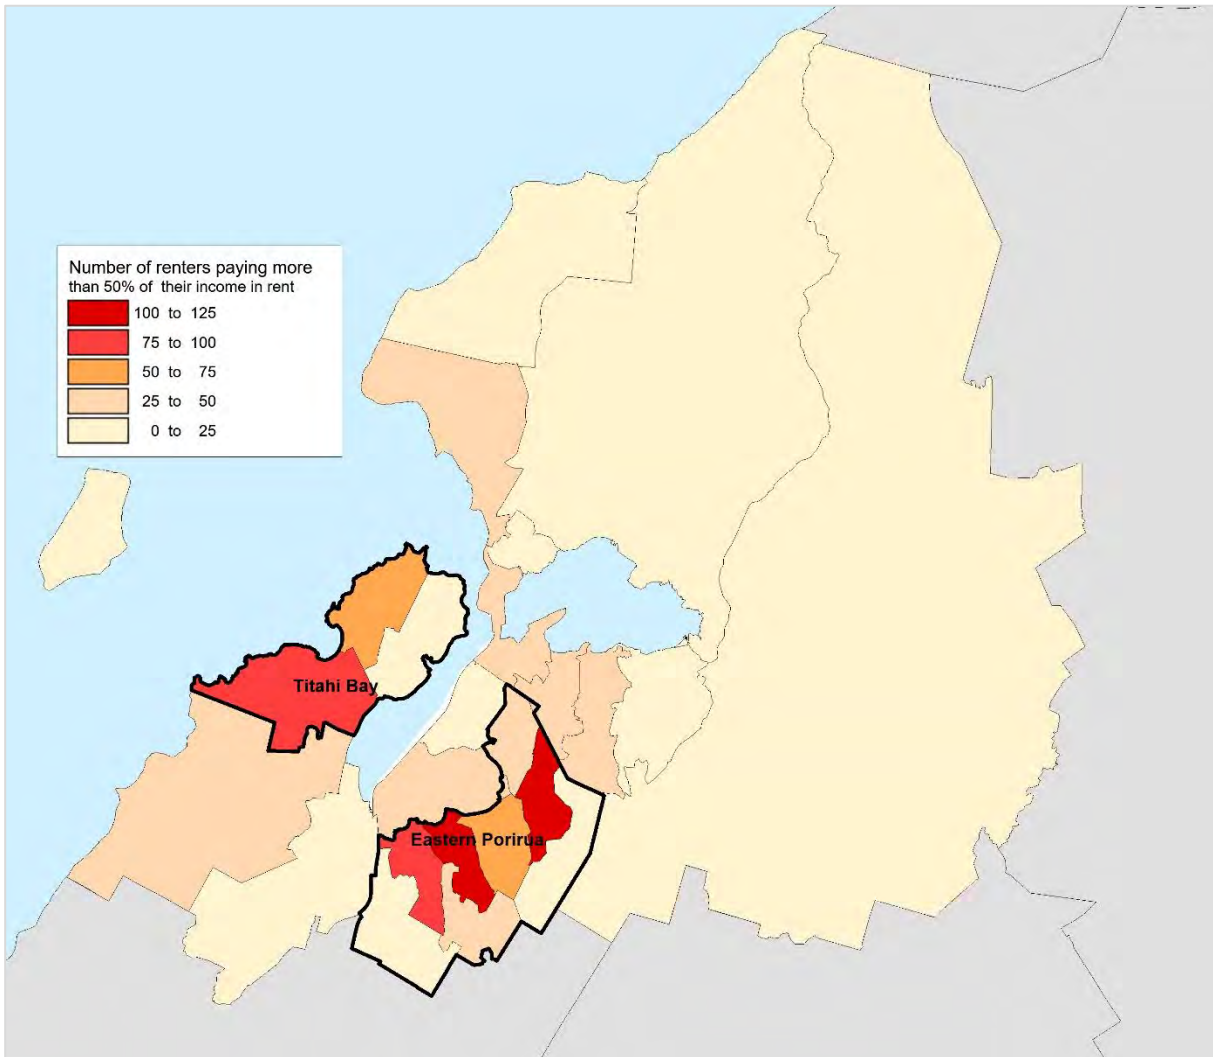 Number of renters paying more
than 50% of their income in rent
100 to 125
75 to 100
50 to 75
25 to 50
0 to 25
Titahi Bay
Eastern Porirua